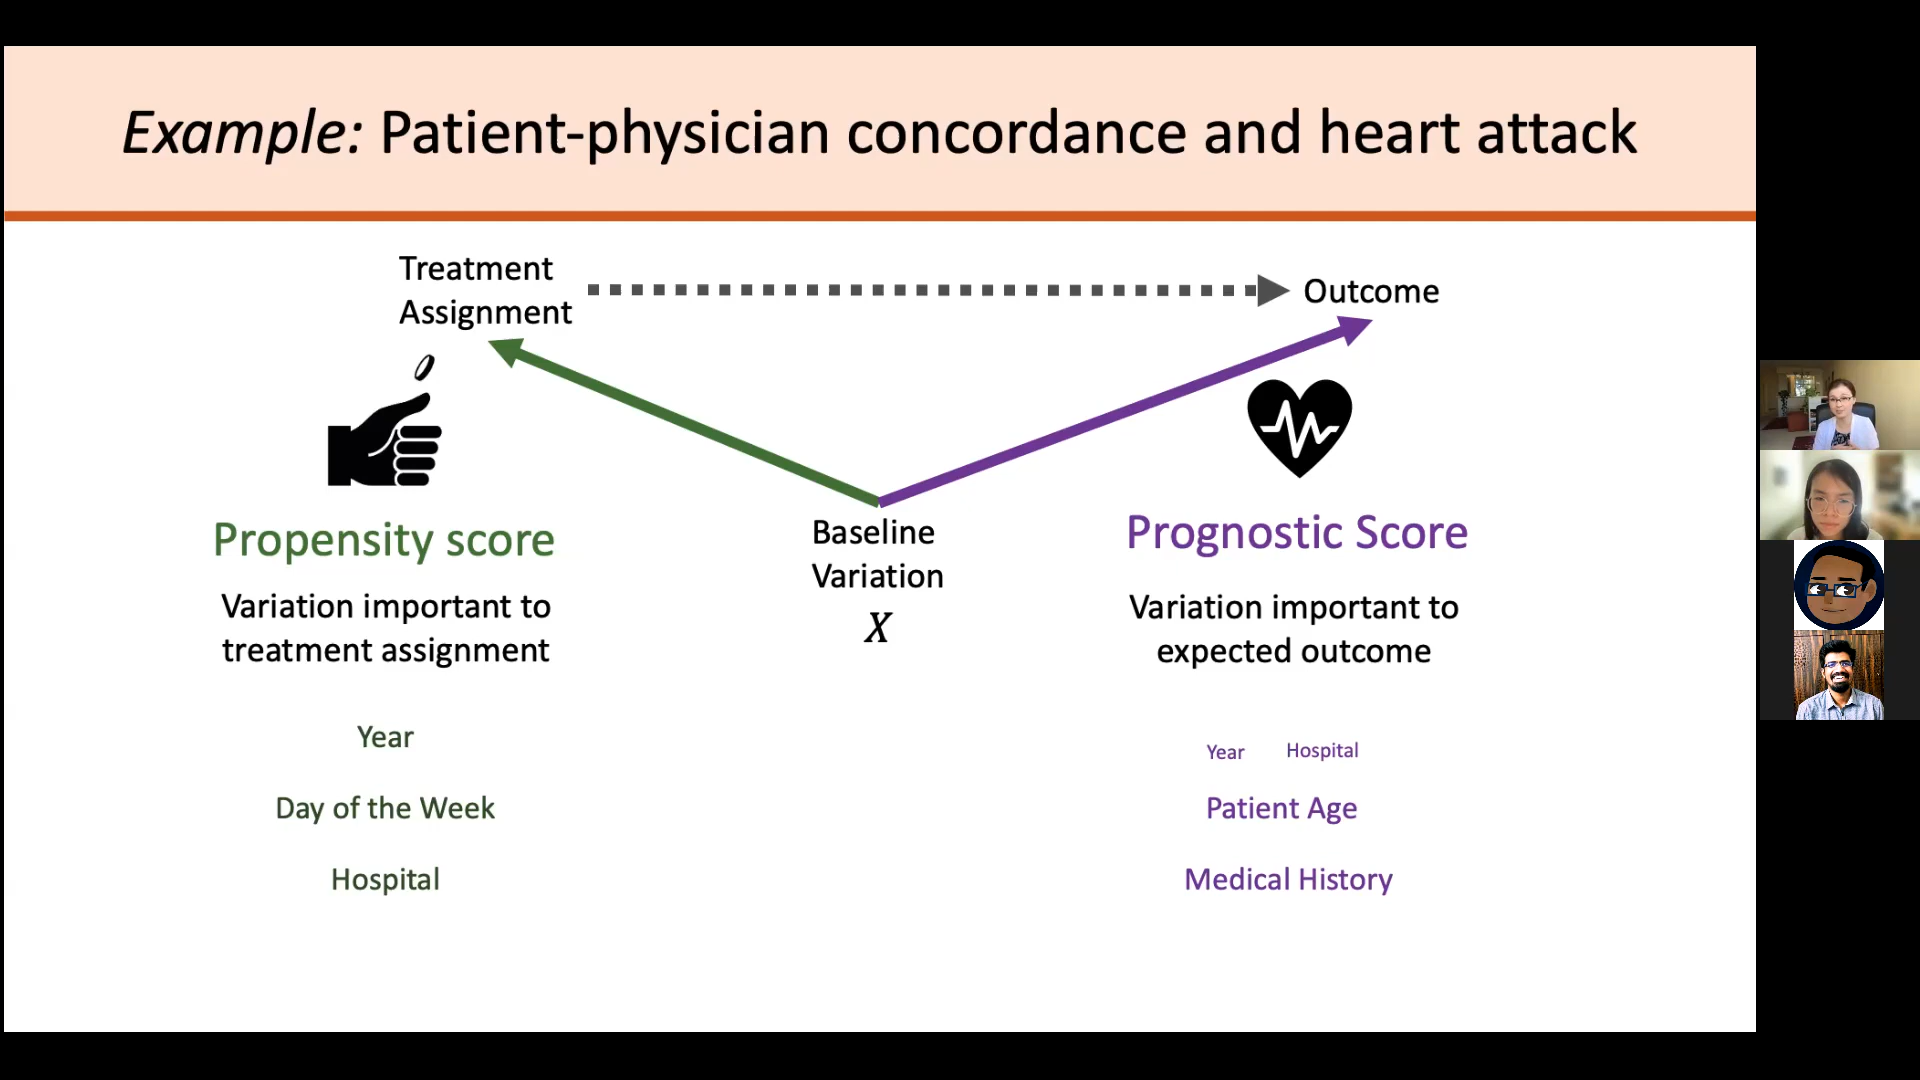 Example: Patient-physician concordance and heart attack
Treatment
Assignment
Outcome
Propensity score
Variation important to
treatment assignment
Year
Day of the Week
Hospital
Baseline
Variation
X
Prognostic Score
Variation important to
expected outcome
Year Hospital
Patient Age
Medical History